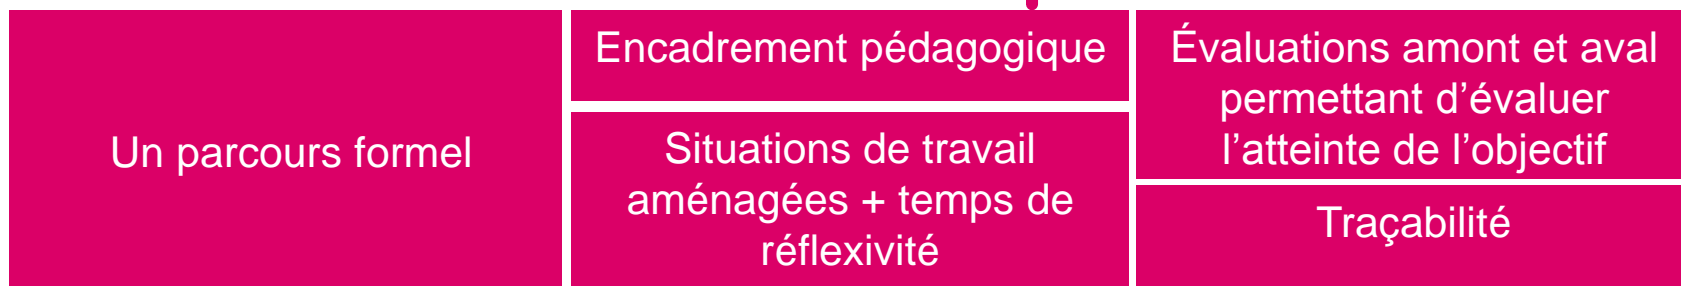 Un parcours formel
Encadrement pédagogique
Situations de travail
aménagées + temps de
réflexivité
Évaluations amont et aval
permettant d’évaluer
l’atteinte de l’objectif
Traçabilité